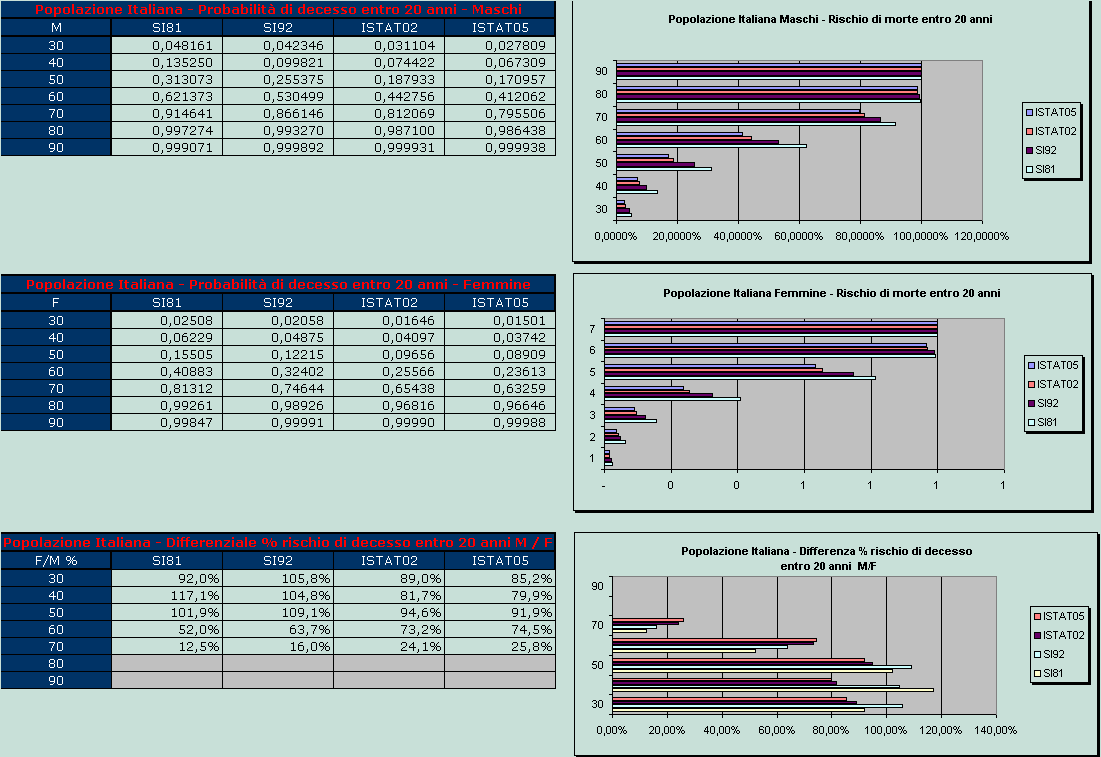 Popolazione Italiana - Probabilità di decesso entro 20 anni - Maschi
M SI81 SI92 ISTAT02 ISTAT05
30 0,048161 0,042346 0,031104 0,027809
40 0,135250 0,099821 0,074422 0,067309
50 0,313073 0,255375 0,187933 0,170957
60 0,621373 0,530499 0,442756 0,412062
70 0,914641 0,866146 0,812069 0,795506
80 0,997274 0,993270 0,987100 0,986438
90 0,999071 0,999892 0,999931 0,999938
Popolazione Italiana Maschi - Rischio di morte entro 20 anni
90
80
70
60
50
40
30
0,0000% 20,0000% 40,0000% 60,0000% 80,0000% 100,0000% 120,0000%
ISTAT05
ISTAT02
SI92
SI81
Popolazione Italiana - Probabilità di decesso entro 20 anni - Femmine
F SI81 SI92 ISTAT02 ISTAT05
30 0,02508 0,02058 0,01646 0,01501
40 0,06229 0,04875 0,04097 0,03742
50 0,15505 0,12215 0,09656 0,08909
60 0,40883 0,32402 0,25566 0,23613
70 0,81312 0,74644 0,65438 0,63259
80 0,99261 0,98926 0,96816 0,96646
90 0,99847 0,99991 0,99990 0,99988
Popolazione Italiana Femmine - Rischio di morte entro 20 anni
7
6
5
4
3
2
1
- 0 0 1 1 1 1
ISTAT05
ISTAT02
SI92
SI81
Popolazione Italiana - Differenziale % rischio di decesso entro 20 anni M / F
F/M % SI81 SI92 ISTAT02 ISTAT05
30 92,0% 105,8% 89,0% 85,2%
40 117,1% 104,8% 81,7% 79,9%
50 101,9% 109,1% 94,6% 91,9%
60 52,0% 63,7% 73,2% 74,5%
70 12,5% 16,0% 24,1% 25,8%
80
90
Popolazione Italiana - Differenza % rischio di decesso
entro 20 anni M/F
90
70
50
30
0,00% 20,00% 40,00% 60,00% 80,00% 100,00% 120,00% 140,00%
ISTAT05
ISTAT02
SI92
SI81